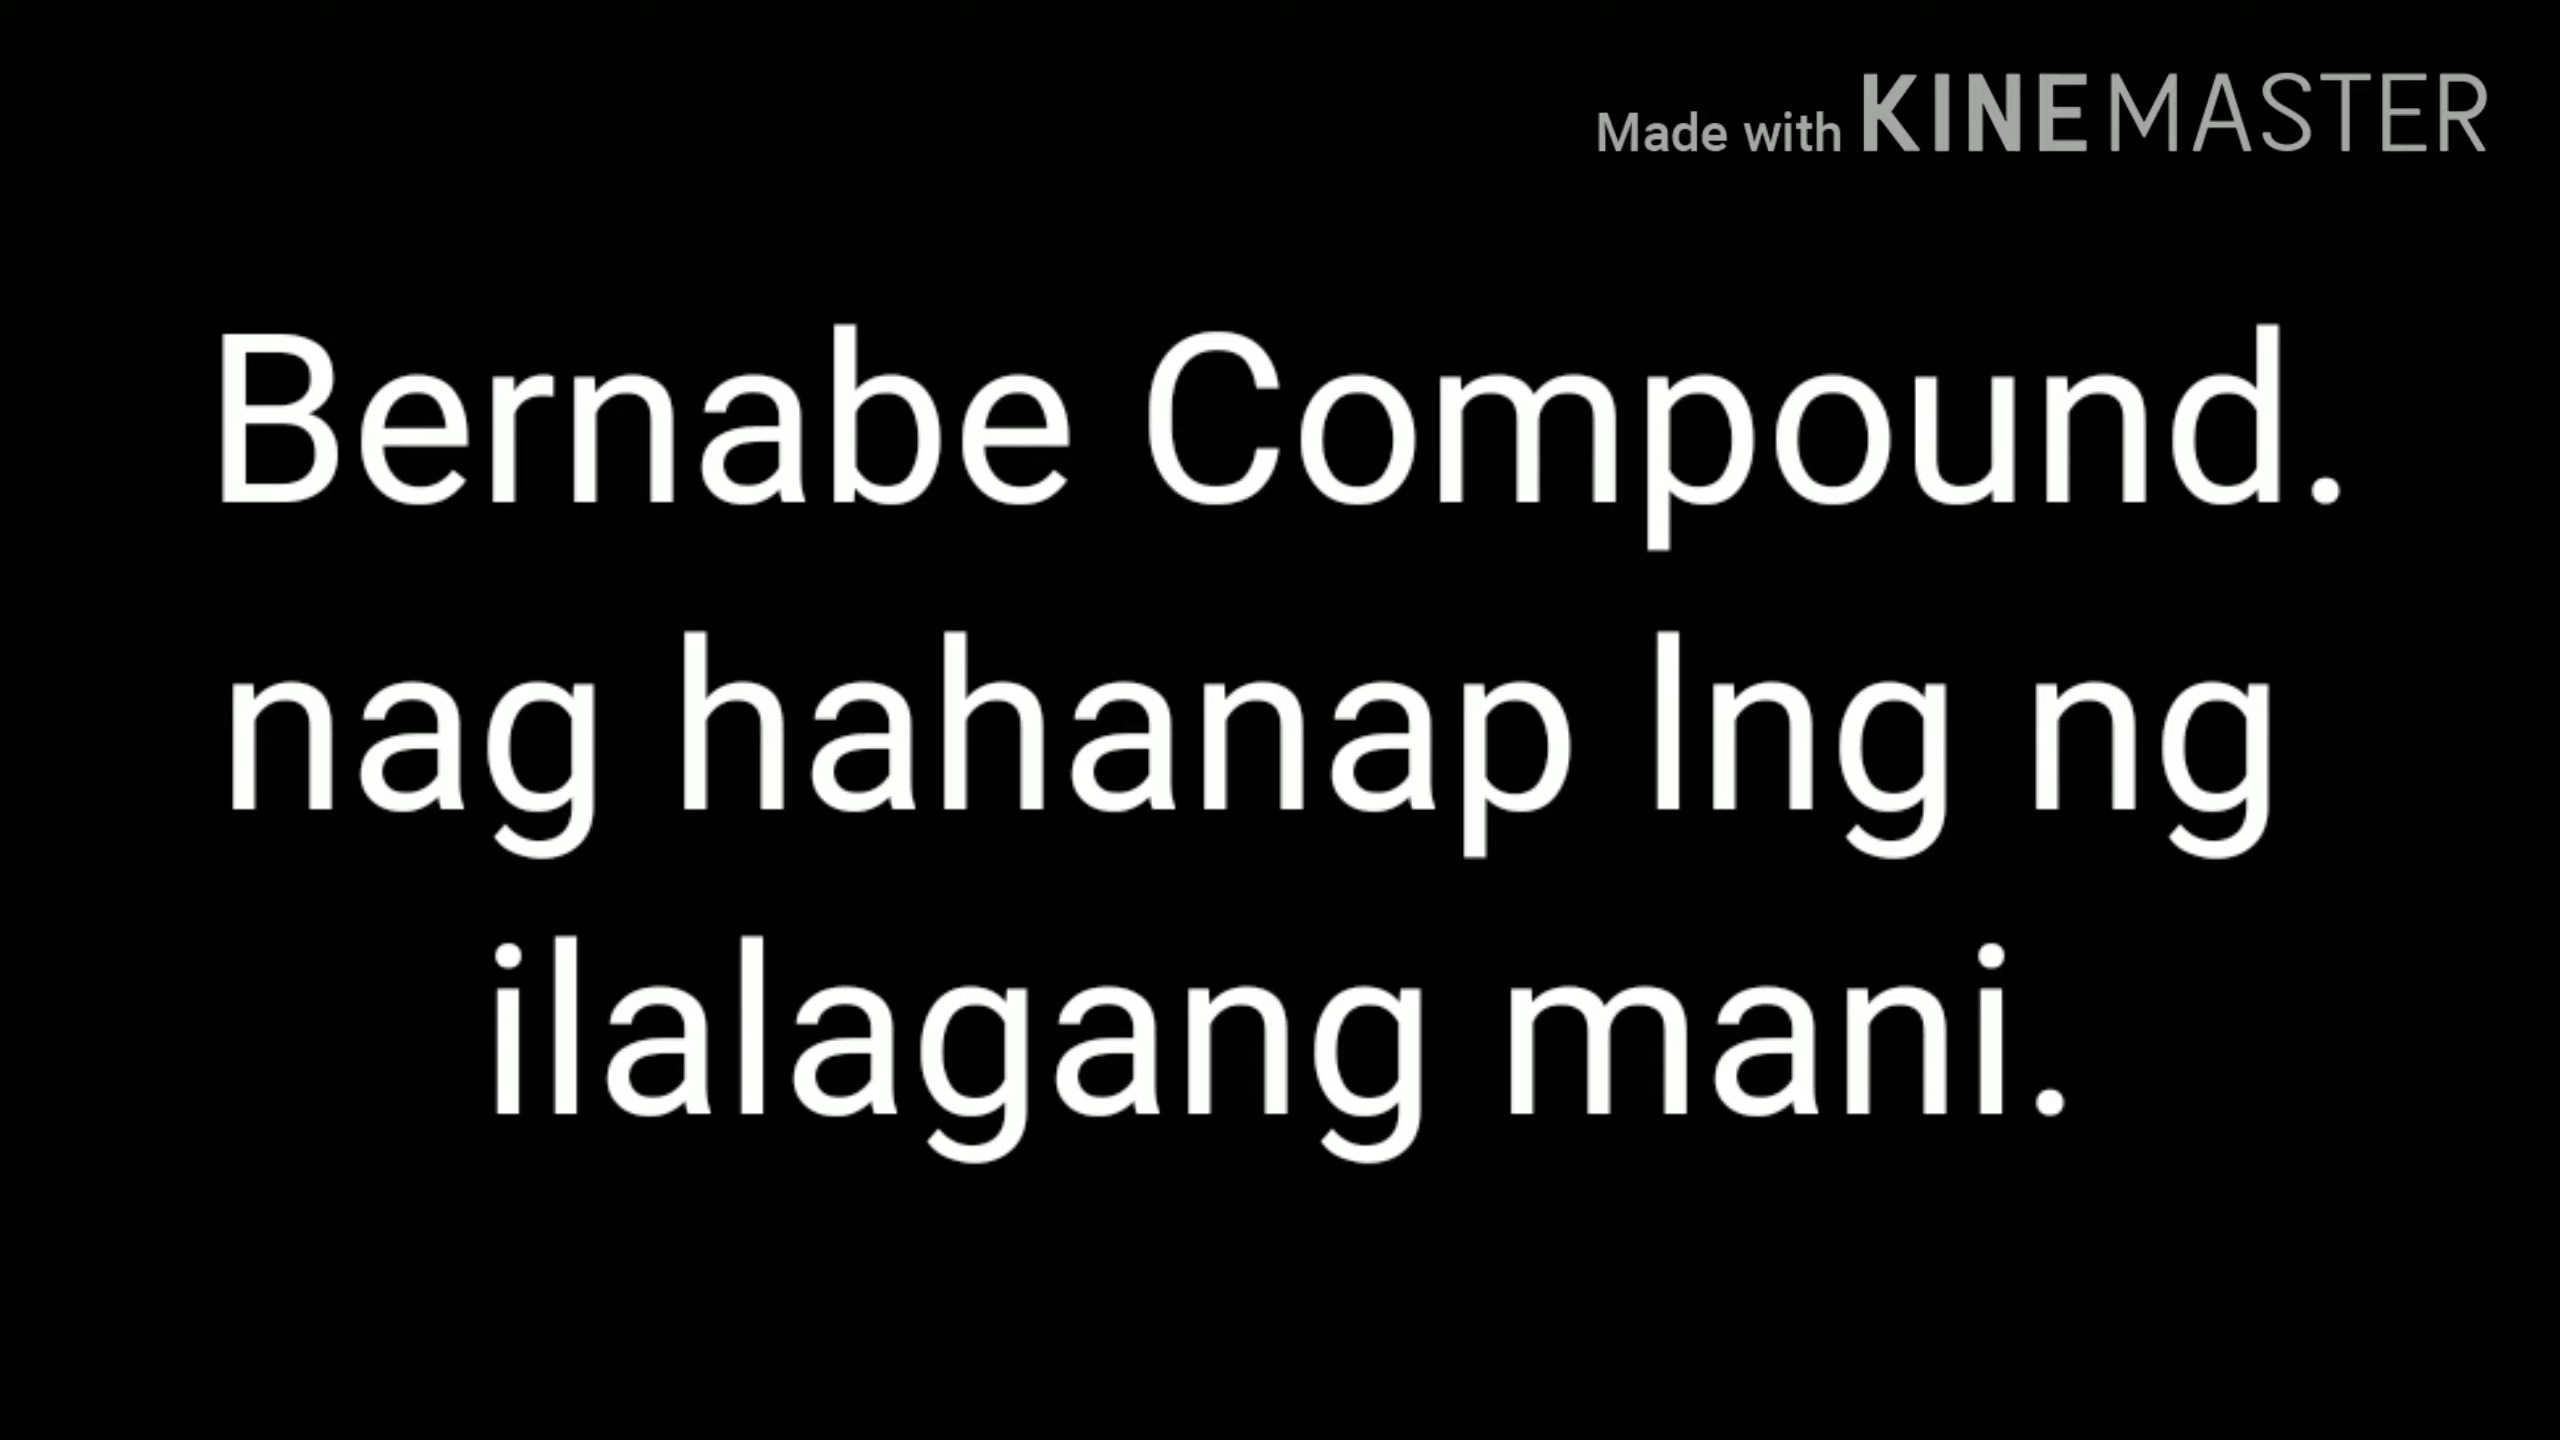 Made with KINEMASTER
Bernabe Compound.
nag hahanap lng ng
ilalagang mani.